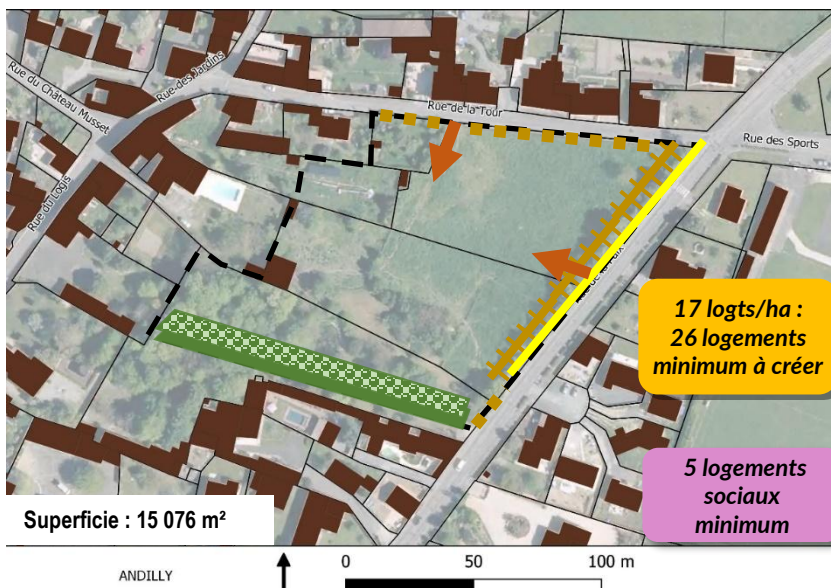 Rue de la Tour
Rue des Sports
Rue des Jardins
Rue du Château Musset
Rue du Logis
17 logts/ha :
26 logements
minimum à créer
5 logements
sociaux
minimum
Superficie : 15 076 m²
ANDILLY
0 50 100 m